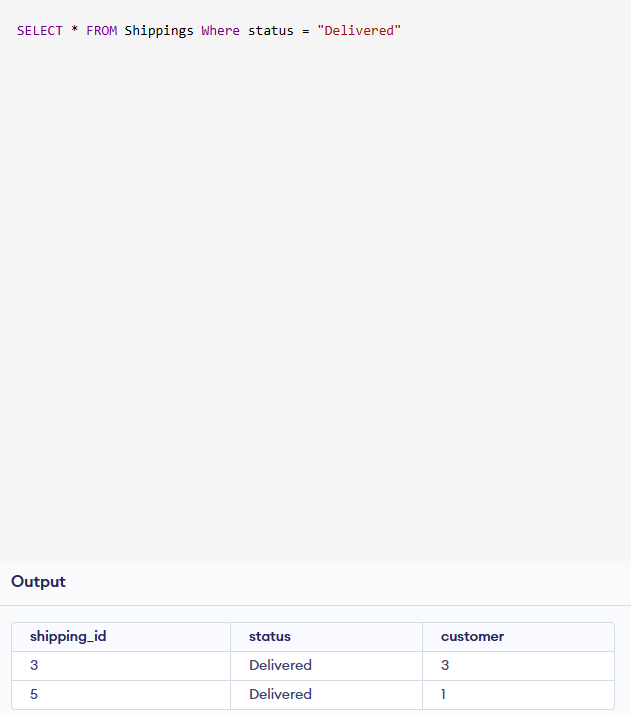 SELECT * FROM Shippings Where status = "Delivered"
Output
shipping_id status customer
3 Delivered 3
5 Delivered 1